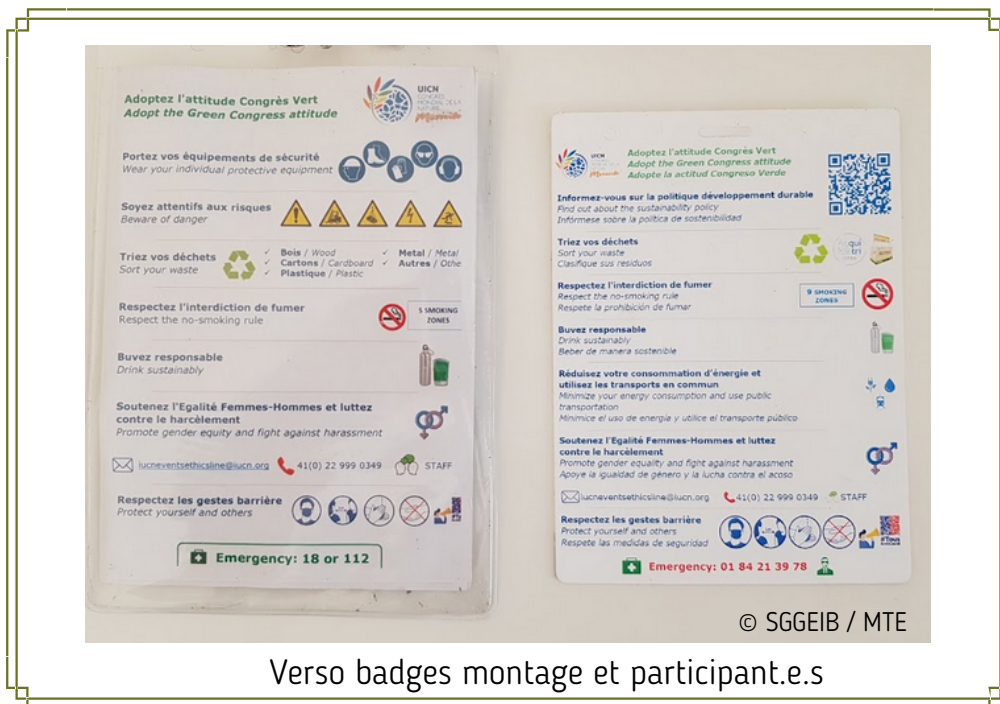 Adoptez l'attitude Congrès Vert
Adopt the Green Congress attitude
UICN
CONGRÈS
MONDIAL DE LA
NATURE
Marseille
Portez vos équipements de sécurité
Wear your individual protective equipment
Soyez attentifs aux risques
Beware of danger
Triez vos déchets
Sort your waste
✓ Bois / Wood
✓ Cartons / Cardboard
✓ Plastique / Plastic
✓ Metal / Metal
✓ Autres / Othe
Respectez l'interdiction de fumer
Respect the no-smoking rule
5 SMOKING
ZONES
Buvez responsable
Drink sustainably
Soutenez l'Egalité Femmes-Hommes et luttez
contre le harcèlement
Promote gender equity and fight against harassment
iucneventsethicsline@iucn.org 41(0) 22 999 0349 STAFF
Respectez les gestes barrière
Protect yourself and others
Emergency: 18 or 112
UICN
Marseille
Adoptez l'attitude Congrès Vert
Adopt the Green Congress attitude
Adopte la actitud Congreso Verde
Informez-vous sur la politique développement durable
Find out about the sustainability policy
Infórmese sobre la política de sostenibilidad
Triez vos déchets
Sort your waste
Clasifique sus residuos
Respectez l'interdiction de fumer
Respect the no-smoking rule
Respete la prohibición de fumar
9 SMOKING
ZONES
Buvez responsable
Drink sustainably
Beber de manera sostenible
Réduisez votre consommation d'énergie et
utilisez les transports en commun
Minimize your energy consumption and use public
transportation
Minimice el uso de energía y utilice el transporte público
Soutenez l'Egalité Femmes-Hommes et luttez
contre le harcèlement
Promote gender equality and fight against harassment
Apoye la igualdad de género y la lucha contra el acoso
iucneventsethicsline@iucn.org 41(0) 22 999 0349 STAFF
Respectez les gestes barrière
Protect yourself and others
Respete las medidas de seguridad
Emergency: 01 84 21 39 78
© SGGEIB / MTE
Verso badges montage et participant.e.s